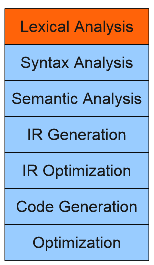 Lexical Analysis
Syntax Analysis
Semantic Analysis
IR Generation
IR Optimization
Code Generation
Optimization